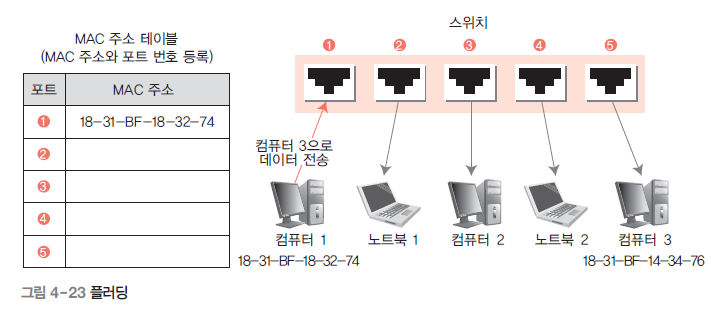 스위치
MAC 주소 테이블
(MAC 주소와 포트 번호 등록)
❶ ❷ ❸ ❹ ❺
포트 MAC 주소
❶ 18-31-BF-18-32-74
❷
❸
❹
❺
컴퓨터 3으로
데이터 전송
컴퓨터 1 노트북 1 컴퓨터 2 노트북 2 컴퓨터 3
18-31-BF-18-32-74 18-31-BF-14-34-76
그림 4-23 플러딩